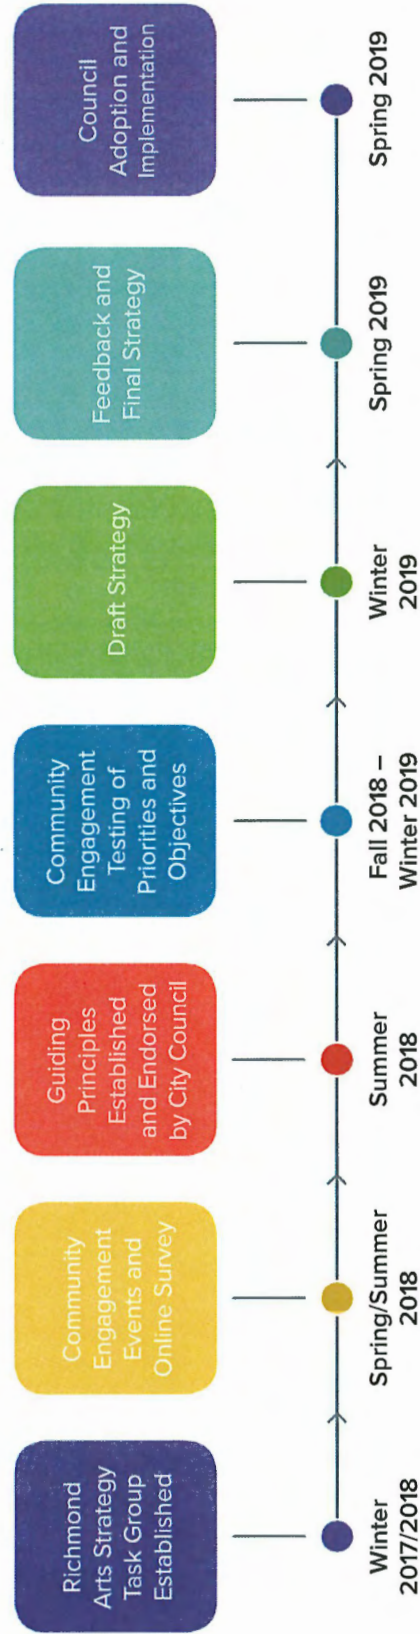 Richmond
Arts Strategy
Task Group
Established
Winter
2017/2018
Community
Engagement
Events and
Online Survey
Spring/Summer
2018
Guiding
Principles
Established
and Endorsed
by City Council
Summer
2018
Community
Engagement
Testing of
Priorities and
Objectives
Fall 2018 –
Winter 2019
Draft Strategy
Winter
2019
Feedback and
Final Strategy
Spring 2019
Council
Adoption and
Implementation
Spring 2019